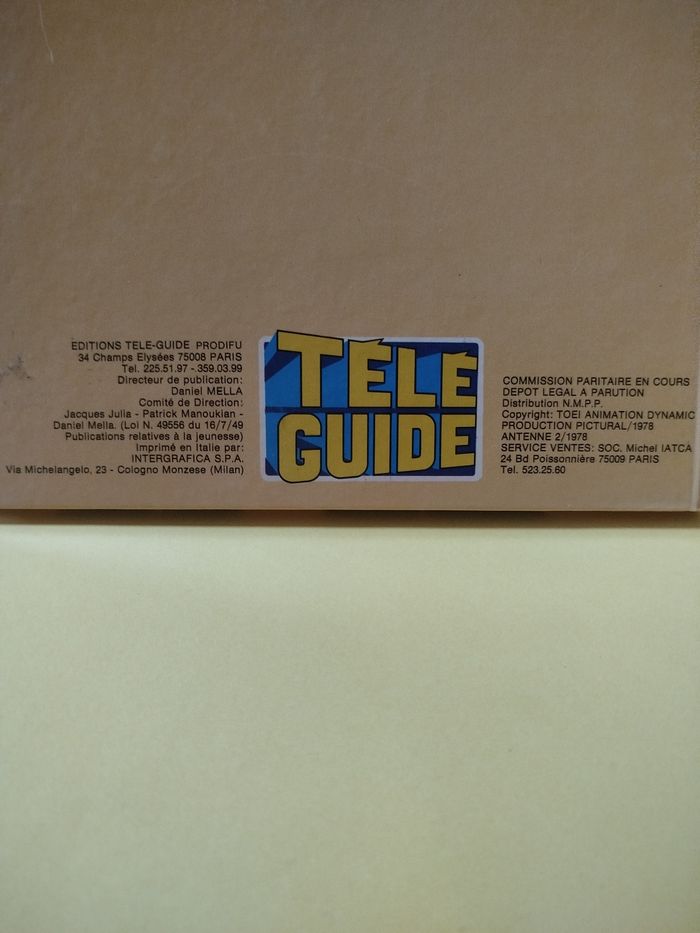 EDITIONS TELE-GUIDE PRODIFU
34 Champs Elysées 75008 PARIS
Tel. 225.51.97 - 359.03.99
Directeur de publication:
Daniel MELLA
Comité de Direction:
Jacques Julia - Patrick Manoukian -
Daniel Mella. (Loi N. 49556 du 16/7/49
Publications relatives à la jeunesse)
Imprimé en Italie par:
INTERGRAFICA S.P.A.
Via Michelangelo, 23 - Cologno Monzese (Milan)
TÉLÉ
GUIDE
COMMISSION PARITAIRE EN COURS
DEPOT LEGAL A PARUTION
Distribution N.M.P.P.
Copyright: TOEI ANIMATION DYNAMIC
PRODUCTION PICTURAL/1978
ANTENNE 2/1978
SERVICE VENTES: SOC. Michel IATCA
24 Bd Poissonnière 75009 PARIS
Tel. 523.25.60